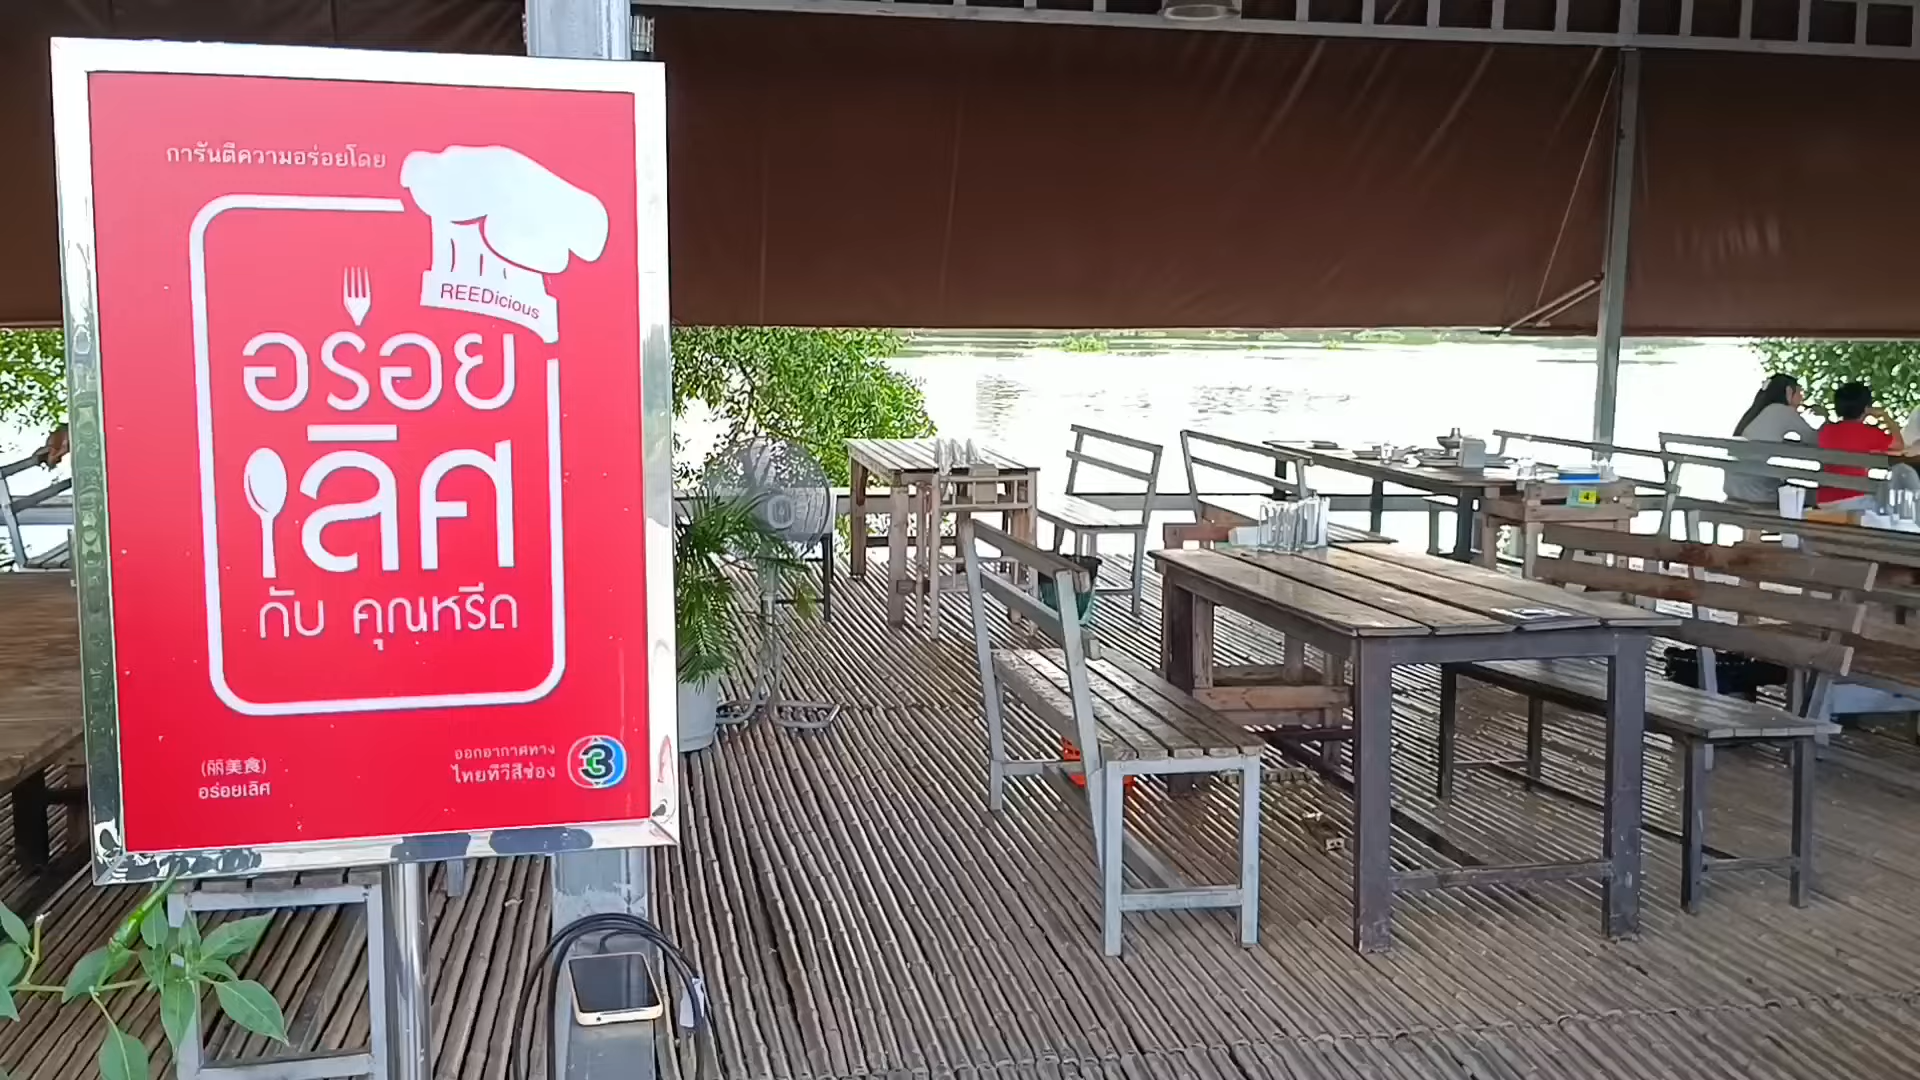 การันตีความอร่อยโดย
REEDicious
อร่อย
เลิศ
กับ คุณหรีด
(丽美食)
อร่อยเลิศ
ออกอากาศทาง
ไทยทีวีสีช่อง
3